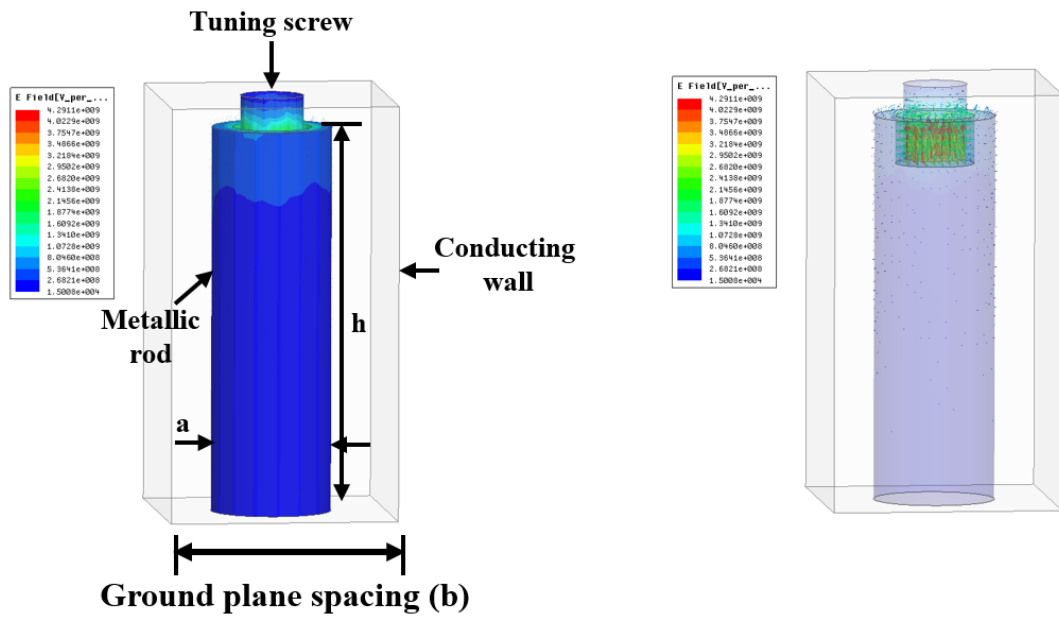 Tuning screw
E Field[V_per_...
4.2911e+009
4.0229e+009
3.7547e+009
3.4866e+009
3.2184e+009
2.9502e+009
2.6820e+009
2.4138e+009
2.1456e+009
1.8774e+009
1.6092e+009
1.3410e+009
1.0728e+009
8.0460e+008
5.3641e+008
2.6821e+008
1.5008e+004
Metallic
rod
h
a
Conducting
wall
Ground plane spacing (b)
E Field[V_per_...
4.2911e+009
4.0229e+009
3.7547e+009
3.4866e+009
3.2184e+009
2.9502e+009
2.6820e+009
2.4138e+009
2.1456e+009
1.8774e+009
1.6092e+009
1.3410e+009
1.0728e+009
8.0460e+008
5.3641e+008
2.6821e+008
1.5008e+004